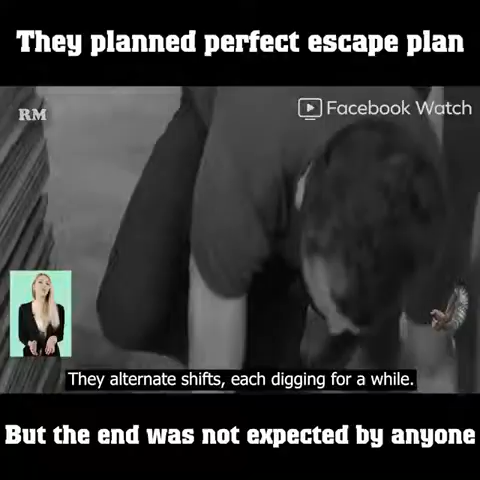 They planned perfect escape plan
RM
Facebook Watch
They alternate shifts, each digging for a while.
But the end was not expected by anyone